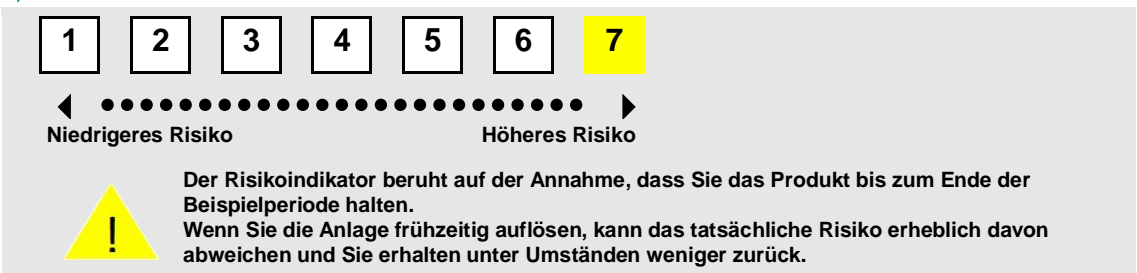 1 2 3 4 5 6 7
Niedrigeres Risiko Höheres Risiko
Der Risikoindikator beruht auf der Annahme, dass Sie das Produkt bis zum Ende der
Beispielperiode halten.
! Wenn Sie die Anlage frühzeitig auflösen, kann das tatsächliche Risiko erheblich davon
abweichen und Sie erhalten unter Umständen weniger zurück.